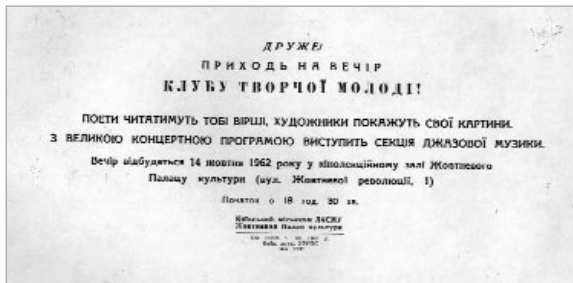 ДРУЖЕ!
ПРИХОДЬ НА ВЕЧІР
КЛУБУ ТВОРЧОЇ МОЛОДІ!
ПОЕТИ ЧИТАТИМУТЬ ТОБІ ВІРШІ, ХУДОЖНИКИ ПОКАЖУТЬ СВОЇ КАРТИНИ.
З ВЕЛИКОЮ КОНЦЕРТНОЮ ПРОГРАМОЮ ВИСТУПИТЬ СЕКЦІЯ ДЖАЗОВОЇ МУЗИКИ.
Вечір відбудеться 14 жовтня 1962 року у кінолекційному залі Жовтневого
Палацу культури (вул. Жовтневої революції, 1)
Початок о 18 год. 30 хв.
Київський міськком ЛКСМУ
Жовтневий Палац культури